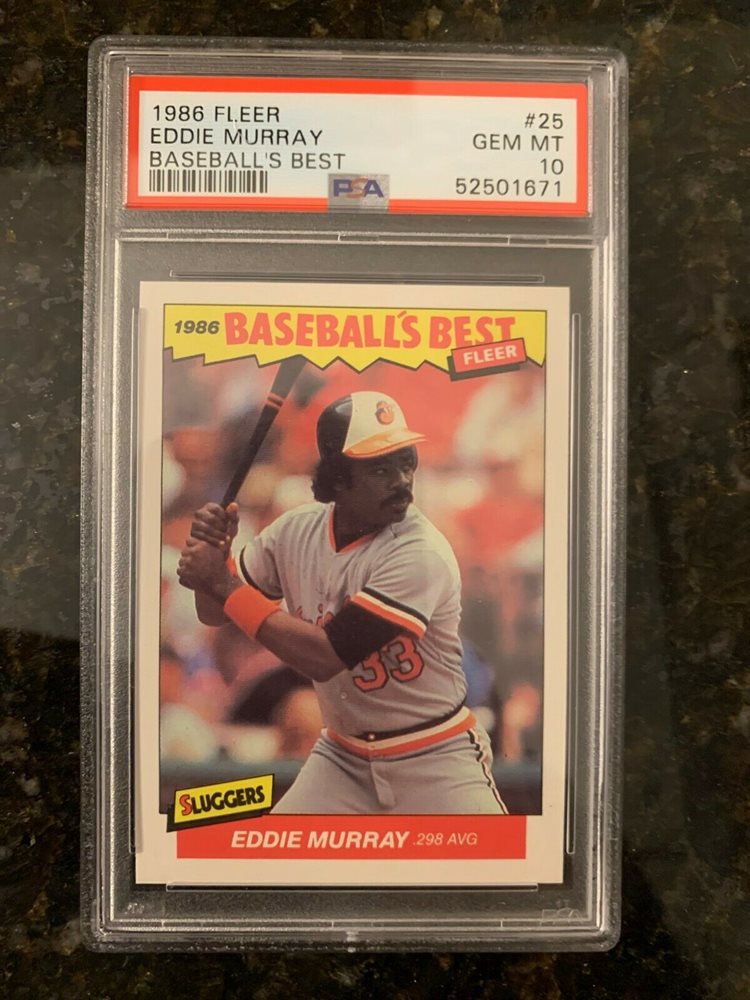 1986 FLEER #25
EDDIE MURRAY GEM MT
BASEBALL'S BEST 10
PSA 52501671
1986 BASEBALL'S BEST
FLEER
33
SLUGGERS
EDDIE MURRAY .298 AVG
PSA